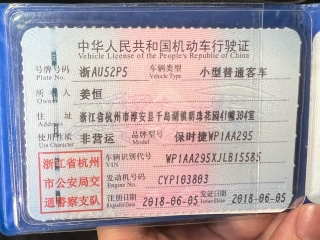 中华人民共和国机动车行驶证
Vehicle License of the People's Republic of China
号牌号码 浙AU52P5 车辆类型 小型普通客车
Plate No. Vehicle Type
所有人 姜恒
Owner
住址 浙江省杭州市淳安县千岛湖镇明珠花园41幢304室
Address
使用性质 非营运 品牌型号 保时捷WP1AA295
Use Character Model
浙江省杭州
市公安局交
通警察支队
车辆识别代号 WP1AA295XJLB15585
VIN
发动机号码 CYP103803
Engine No.
注册日期 2018-06-05 发证日期 2018-06-05
Register Date Issue Date